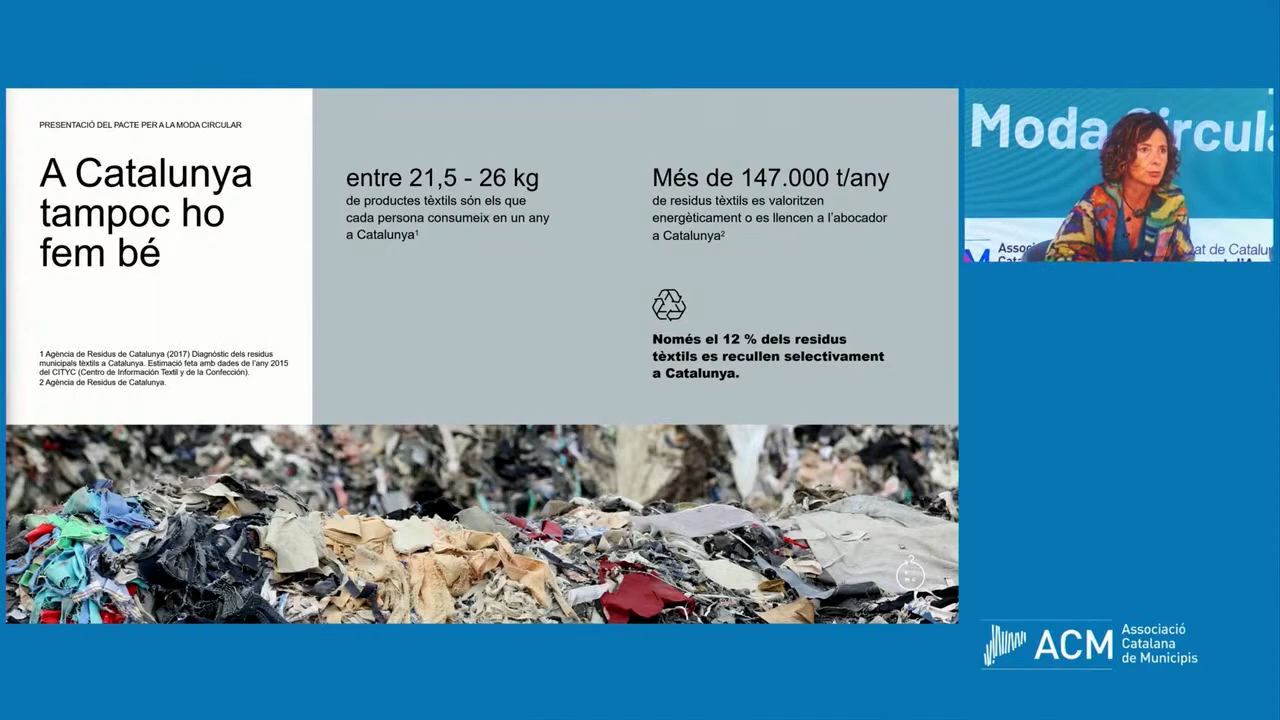 PRESENTACIÓ DEL PACTE PER A LA MODA CIRCULAR
A Catalunya
tampoc ho
fem bé
1 Agència de Residus de Catalunya (2017) Diagnòstic dels residus
municipals tèxtils a Catalunya. Estimació feta amb dades de l'any 2015
del CITYC (Centro de Información Textil y de la Confección).
2 Agència de Residus de Catalunya.
entre 21,5 - 26 kg
de productes tèxtils són els que
cada persona consumeix en un any
a Catalunya¹
Més de 147.000 t/any
de residus tèxtils es valoritzen
energèticament o es llencen a l'abocador
a Catalunya²
Només el 12 % dels residus
tèxtils es recullen selectivament
a Catalunya.
Moda Circula
Assoc
at de Catalu
ACM
Associació
Catalana
de Municipis